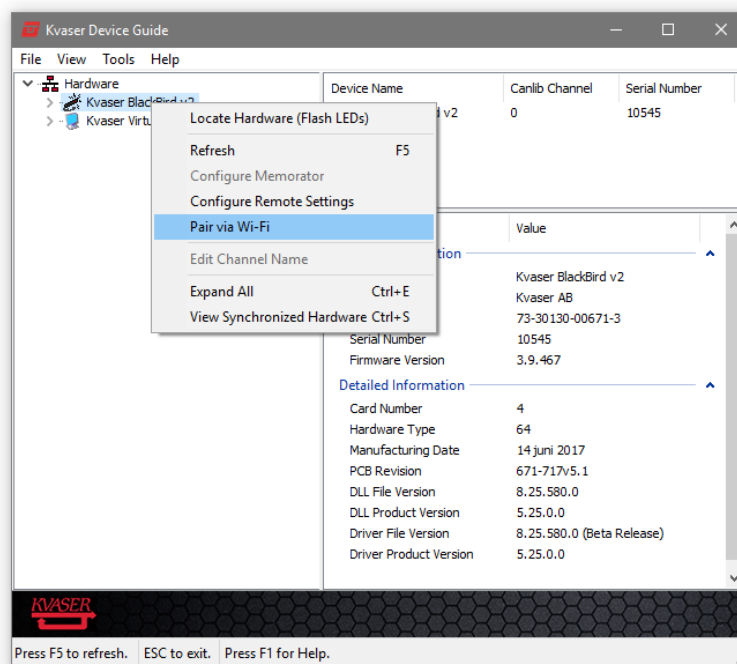 Kvaser Device Guide
File View Tools Help
Hardware
Kvaser BlackBird v2
Kvaser Virtu
Locate Hardware (Flash LEDs)
Refresh F5
Configure Memorator
Configure Remote Settings
Pair via Wi-Fi
Edit Channel Name
Expand All Ctrl+E
View Synchronized Hardware Ctrl+S
Device Name Canlib Channel Serial Number
v2 0 10545
Value
tion
Kvaser BlackBird v2
Kvaser AB
73-30130-00671-3
Serial Number 10545
Firmware Version 3.9.467
Detailed Information
Card Number 4
Hardware Type 64
Manufacturing Date 14 juni 2017
PCB Revision 671-717v5.1
DLL File Version 8.25.580.0
DLL Product Version 5.25.0.0
Driver File Version 8.25.580.0 (Beta Release)
Driver Product Version 5.25.0.0
KVASER
Press F5 to refresh. ESC to exit. Press F1 for Help.